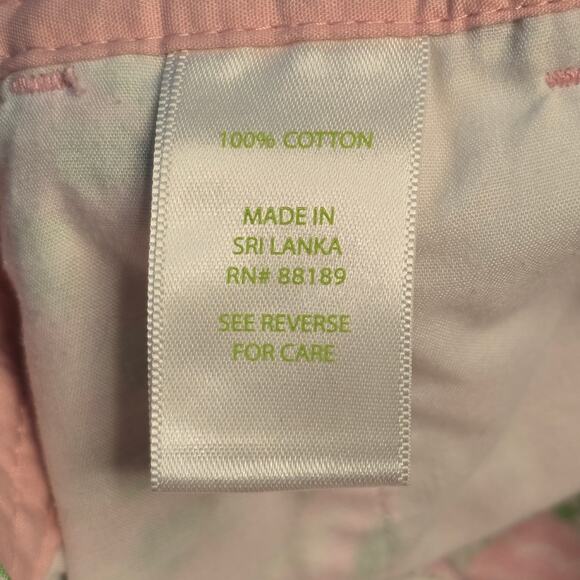 100% COTTON
MADE IN
SRI LANKA
RN# 88189
SEE REVERSE
FOR CARE